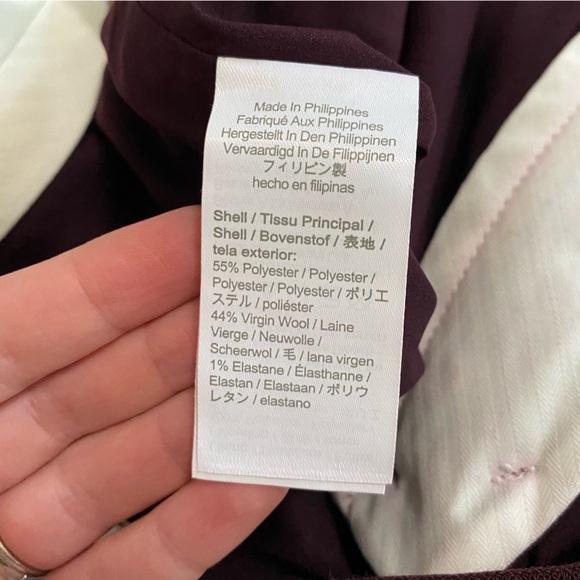 Made In Philippines
Fabriqué Aux Philippines
Hergestellt In Den Philippinen
Vervaardigd In De Filippijnen
フィリピン製
hecho en filipinas
Shell / Tissu Principal /
Shell / Bovenstof / 表地 /
tela exterior:
55% Polyester / Polyester /
Polyester / Polyester / ポリエ
ステル / poliéster
44% Virgin Wool / Laine
Vierge / Neuwolle /
Scheerwol / 毛 / lana virgen
1% Elastane / Élasthanne /
Elastan / Elastaan / ポリウ
レタン / elastano